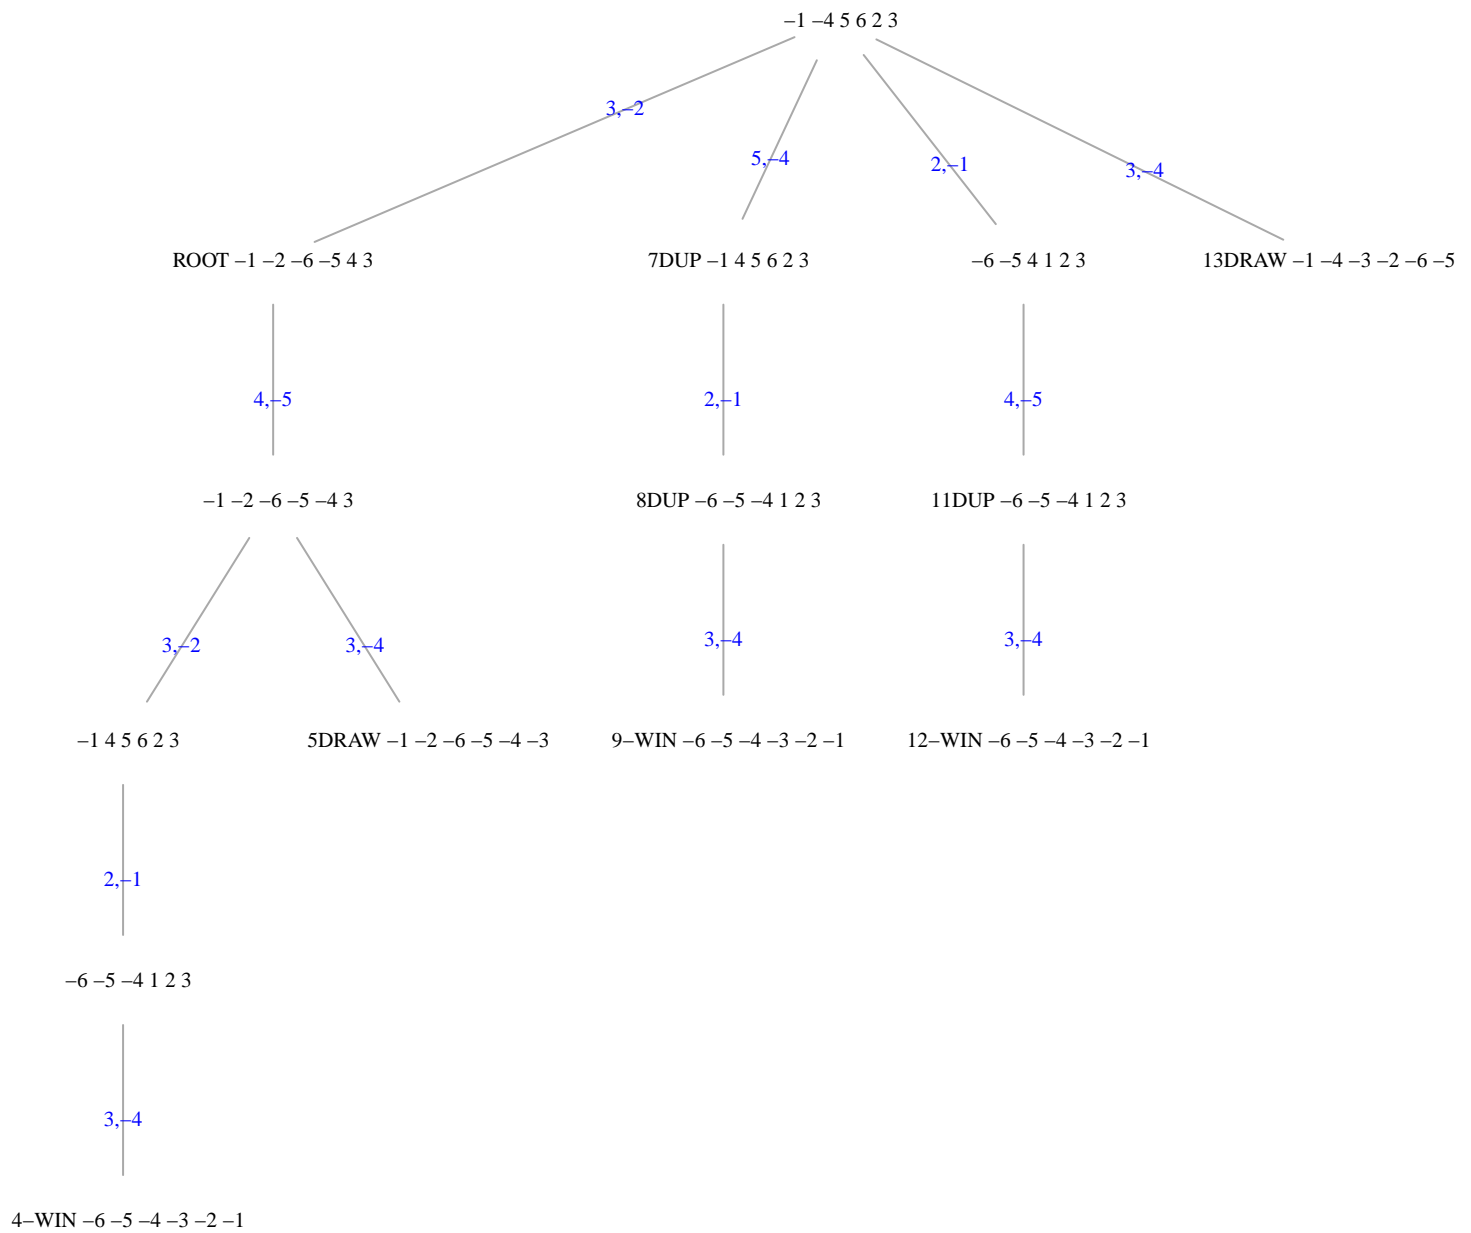 –1 –4 5 6 2 3
3,–2
5,–4
2,–1
3,–4
ROOT –1 –2 –6 –5 4 3
7DUP –1 4 5 6 2 3
–6 –5 4 1 2 3
13DRAW –1 –4 –3 –2 –6 –5
4,–5
2,–1
4,–5
–1 –2 –6 –5 –4 3
8DUP –6 –5 –4 1 2 3
11DUP –6 –5 –4 1 2 3
3,–2
3,–4
3,–4
3,–4
–1 4 5 6 2 3
5DRAW –1 –2 –6 –5 –4 –3
9–WIN –6 –5 –4 –3 –2 –1
12–WIN –6 –5 –4 –3 –2 –1
2,–1
–6 –5 –4 1 2 3
3,–4
4–WIN –6 –5 –4 –3 –2 –1